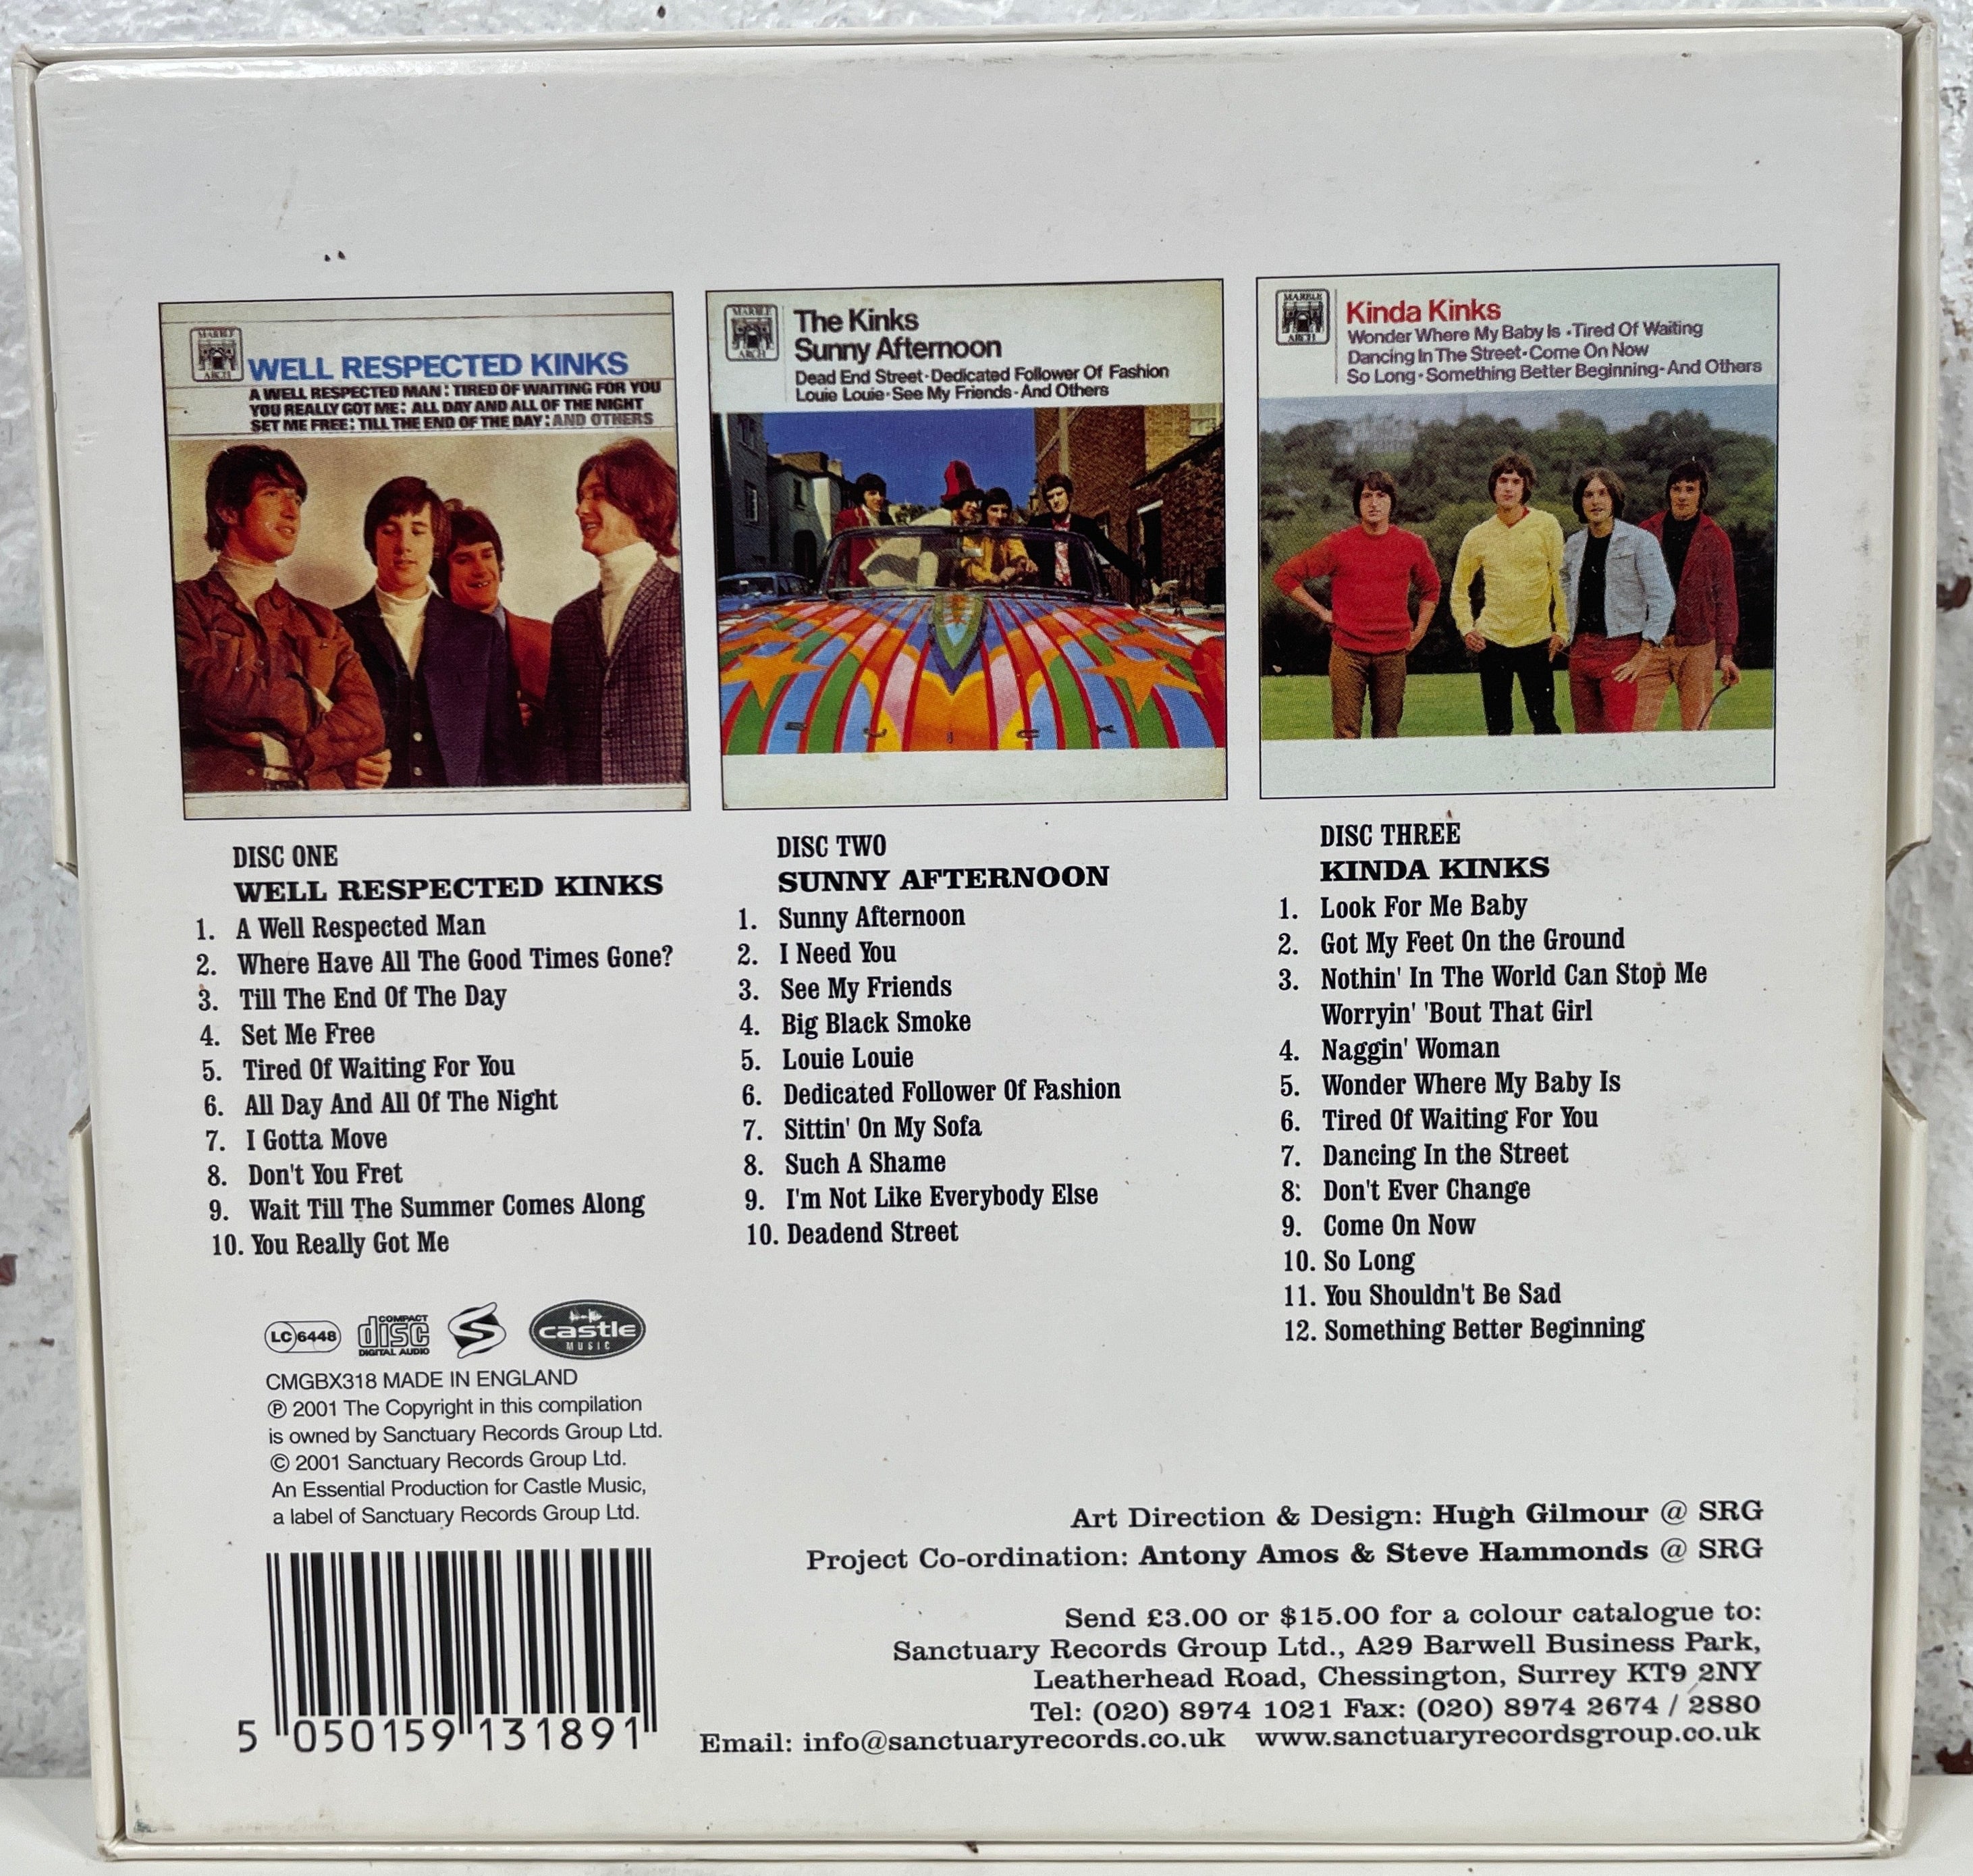 MARBLE
ARCH
WELL RESPECTED KINKS
A WELL RESPECTED MAN : TIRED OF WAITING FOR YOU
YOU REALLY GOT ME : ALL DAY AND ALL OF THE NIGHT
SET ME FREE : TILL THE END OF THE DAY : AND OTHERS
MARBLE
ARCH
The Kinks
Sunny Afternoon
Dead End Street · Dedicated Follower Of Fashion
Louie Louie · See My Friends · And Others
MARBLE
ARCH
Kinda Kinks
Wonder Where My Baby Is · Tired Of Waiting
Dancing In The Street · Come On Now
So Long · Something Better Beginning · And Others
DISC ONE
WELL RESPECTED KINKS
1. A Well Respected Man
2. Where Have All The Good Times Gone?
3. Till The End Of The Day
4. Set Me Free
5. Tired Of Waiting For You
6. All Day And All Of The Night
7. I Gotta Move
8. Don't You Fret
9. Wait Till The Summer Comes Along
10. You Really Got Me
DISC TWO
SUNNY AFTERNOON
1. Sunny Afternoon
2. I Need You
3. See My Friends
4. Big Black Smoke
5. Louie Louie
6. Dedicated Follower Of Fashion
7. Sittin' On My Sofa
8. Such A Shame
9. I'm Not Like Everybody Else
10. Deadend Street
DISC THREE
KINDA KINKS
1. Look For Me Baby
2. Got My Feet On the Ground
3. Nothin' In The World Can Stop Me
Worryin' 'Bout That Girl
4. Naggin' Woman
5. Wonder Where My Baby Is
6. Tired Of Waiting For You
7. Dancing In the Street
8: Don't Ever Change
9. Come On Now
10. So Long
11. You Shouldn't Be Sad
12. Something Better Beginning
LC 6448
COMPACT
disc
DIGITAL AUDIO
castle
MUSIC
CMGBX318 MADE IN ENGLAND
℗ 2001 The Copyright in this compilation
is owned by Sanctuary Records Group Ltd.
© 2001 Sanctuary Records Group Ltd.
An Essential Production for Castle Music,
a label of Sanctuary Records Group Ltd.
5 050159 131891
Art Direction & Design: Hugh Gilmour @ SRG
Project Co-ordination: Antony Amos & Steve Hammonds @ SRG
Send £3.00 or $15.00 for a colour catalogue to:
Sanctuary Records Group Ltd., A29 Barwell Business Park,
Leatherhead Road, Chessington, Surrey KT9 2NY
Tel: (020) 8974 1021 Fax: (020) 8974 2674 / 2880
Email: info@sanctuaryrecords.co.uk www.sanctuaryrecordsgroup.co.uk